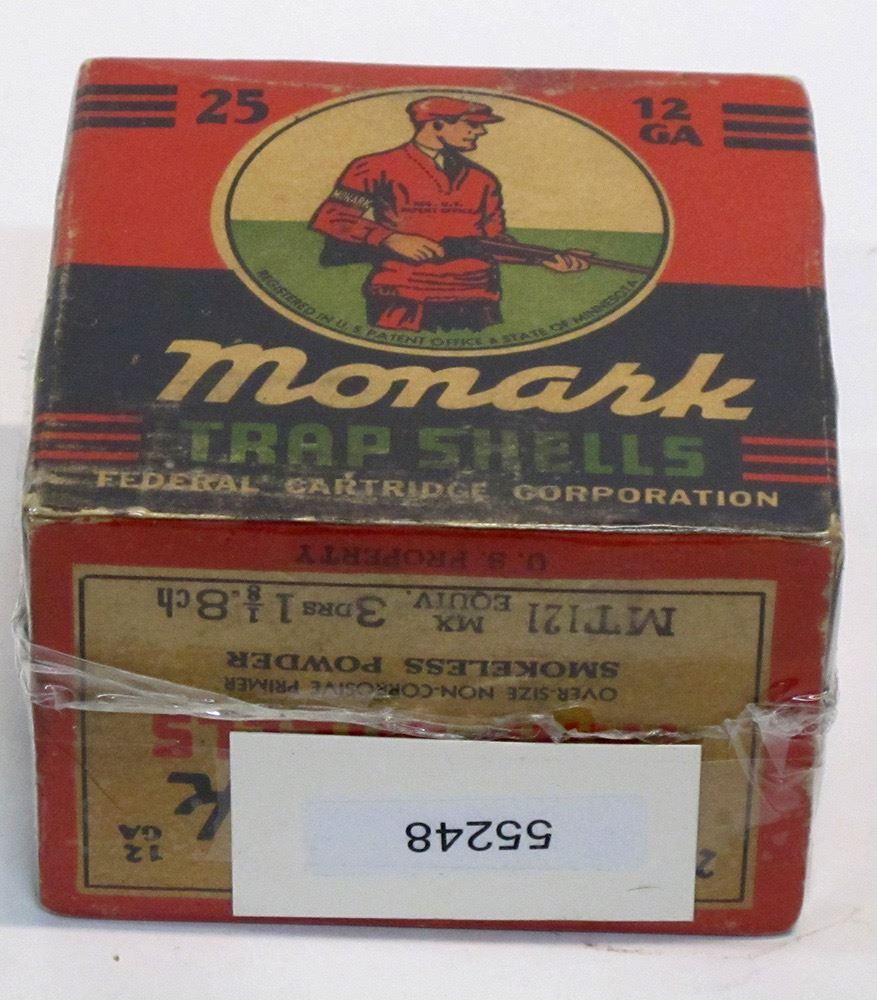 25
12 GA
MONARK
REG. U.S.
PATENT OFFICE
REGISTERED IN U.S. PATENT OFFICE & STATE OF MINNESOTA
Monark
TRAP SHELLS
FEDERAL CARTRIDGE CORPORATION
U. S. PROPERTY
MT121 MX EQUIV. 3 DRS 1 1/8 . 8 ch
SMOKELESS POWDER
OVER-SIZE NON-CORROSIVE PRIMER
12 GA
55248